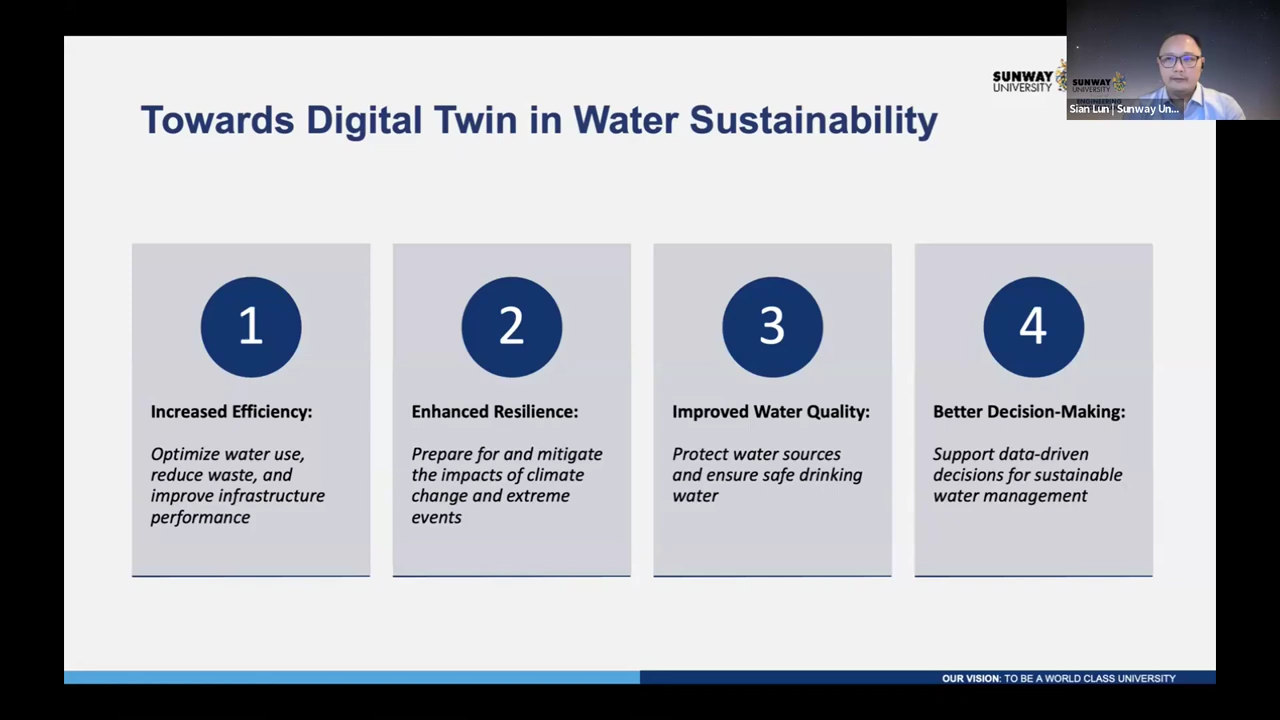 Towards Digital Twin in Water Sustainability
SUNWAY
UNIVERSITY
SUNWAY
UNIVERSITY
ENGINEERING
Sian Lun | Sunway Un...
1
Increased Efficiency:
Optimize water use,
reduce waste, and
improve infrastructure
performance
2
Enhanced Resilience:
Prepare for and mitigate
the impacts of climate
change and extreme
events
3
Improved Water Quality:
Protect water sources
and ensure safe drinking
water
4
Better Decision-Making:
Support data-driven
decisions for sustainable
water management
OUR VISION: TO BE A WORLD CLASS UNIVERSITY